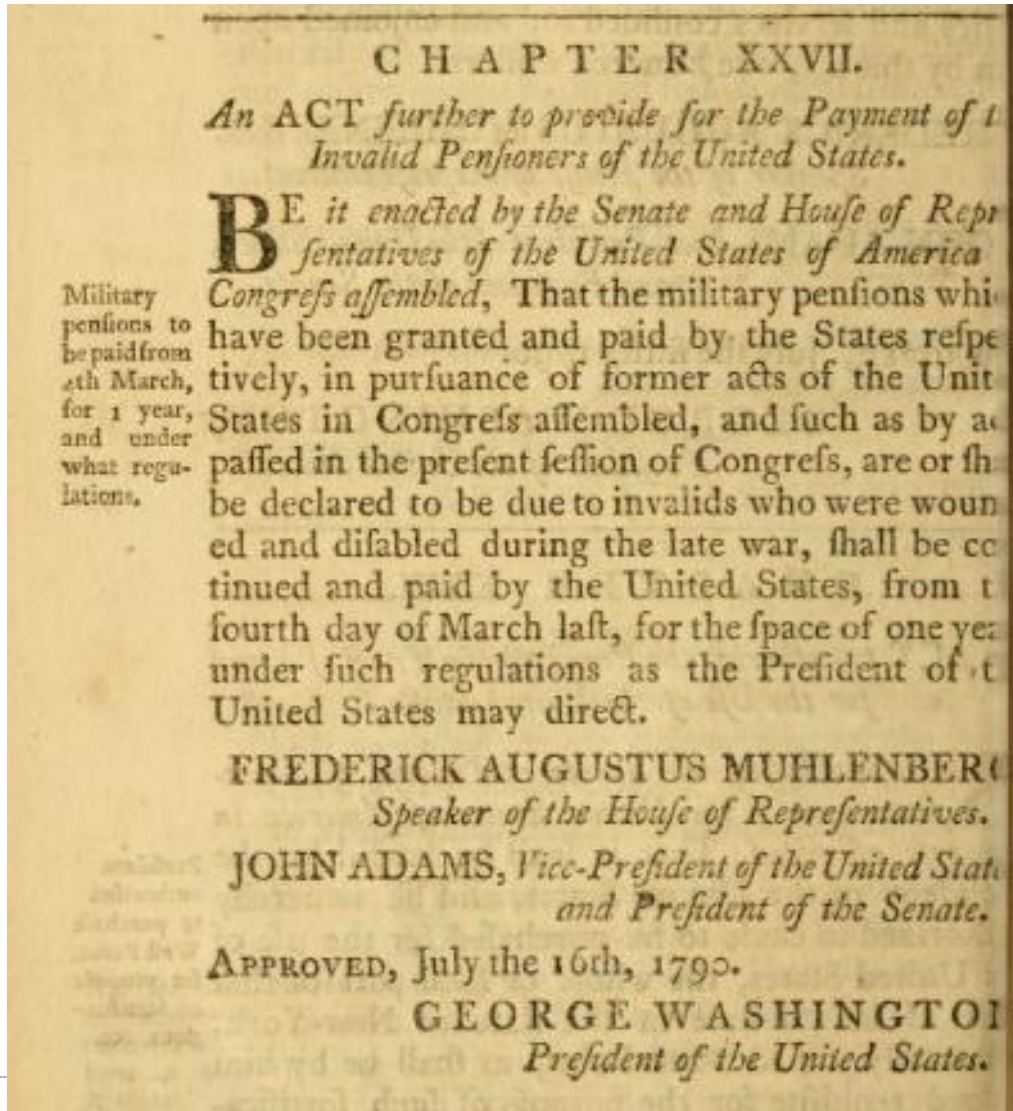 CHAPTER XXVII.
An ACT further to provide for the Payment of t
Invalid Penſioners of the United States.
BE it enacted by the Senate and Houſe of Repr
ſentatives of the United States of America
Congreſs aſſembled, That the military penſions whi
have been granted and paid by the States reſpe
tively, in purſuance of former acts of the Unit
States in Congreſs aſſembled, and ſuch as by a
paſſed in the preſent ſeſſion of Congreſs, are or ſh
be declared to be due to invalids who were woun
ed and diſabled during the late war, ſhall be co
tinued and paid by the United States, from t
fourth day of March laſt, for the ſpace of one yea
under ſuch regulations as the Preſident of t
United States may direct.
Military
penſions to
be paid from
4th March,
for 1 year,
and under
what regu-
lations.
FREDERICK AUGUSTUS MUHLENBERG
Speaker of the Houſe of Repreſentatives.
JOHN ADAMS, Vice-Preſident of the United State
and Preſident of the Senate.
APPROVED, July the 16th, 1790.
GEORGE WASHINGTON
Preſident of the United States.